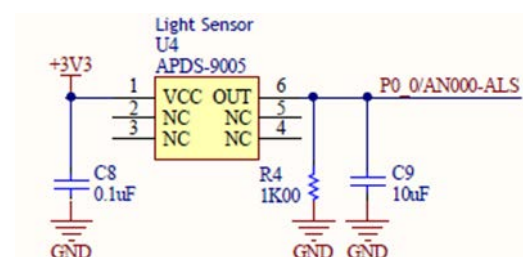 Light Sensor
U4
APDS-9005
+3V3
1 VCC OUT 6
2 NC NC 5
3 NC NC 4
P0_0/AN000-ALS
C8
0.1uF
R4
1K00
C9
10uF
GND GND GND